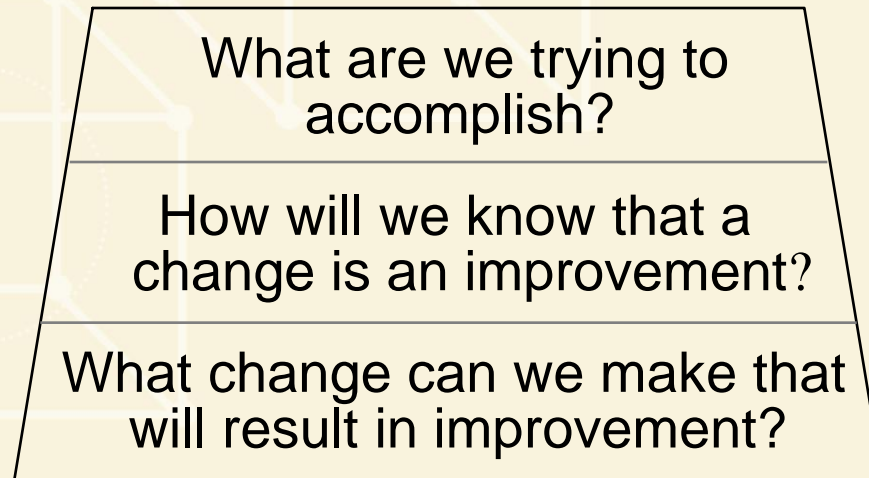 What are we trying to
accomplish?
How will we know that a
change is an improvement?
What change can we make that
will result in improvement?